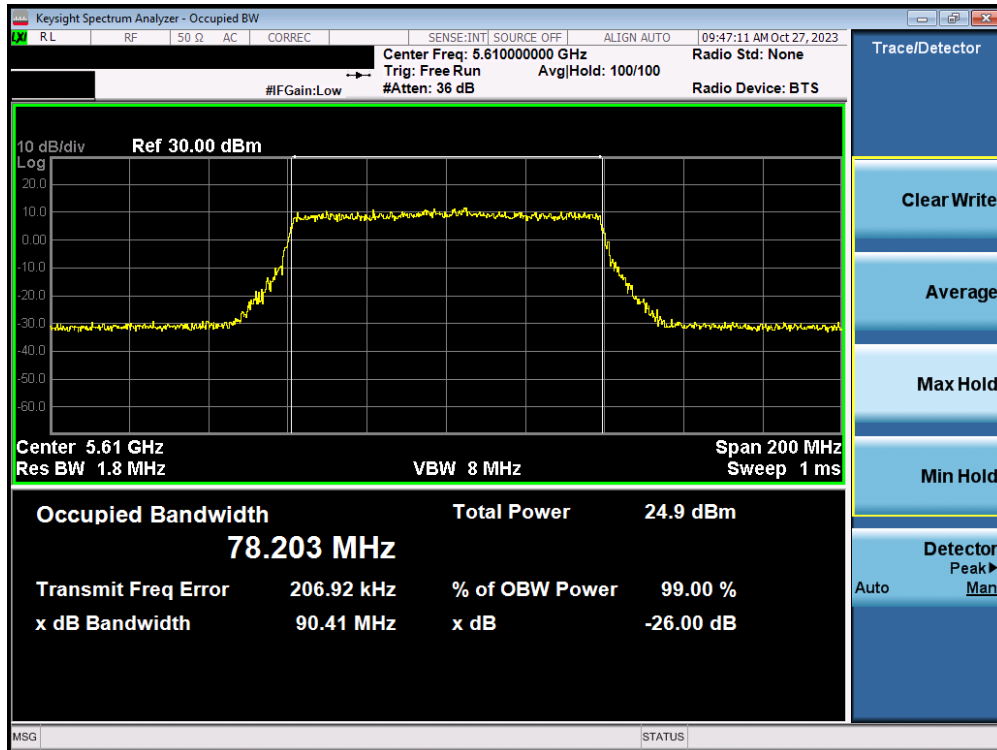 Keysight Spectrum Analyzer - Occupied BW
LXI RL RF 50 Ω AC CORREC SENSE:INT SOURCE OFF ALIGN AUTO 09:47:11 AM Oct 27, 2023
Center Freq: 5.610000000 GHz Radio Std: None
Trig: Free Run Avg|Hold: 100/100
#IFGain:Low #Atten: 36 dB Radio Device: BTS
Trace/Detector
10 dB/div Ref 30.00 dBm
Log
20.0
10.0
0.00
-10.0
-20.0
-30.0
-40.0
-50.0
-60.0
Center 5.61 GHz Span 200 MHz
Res BW 1.8 MHz VBW 8 MHz Sweep 1 ms
Occupied Bandwidth Total Power 24.9 dBm
78.203 MHz
Transmit Freq Error 206.92 kHz % of OBW Power 99.00 %
x dB Bandwidth 90.41 MHz x dB -26.00 dB
Clear Write
Average
Max Hold
Min Hold
Detector
Peak▶
Auto Man
MSG STATUS